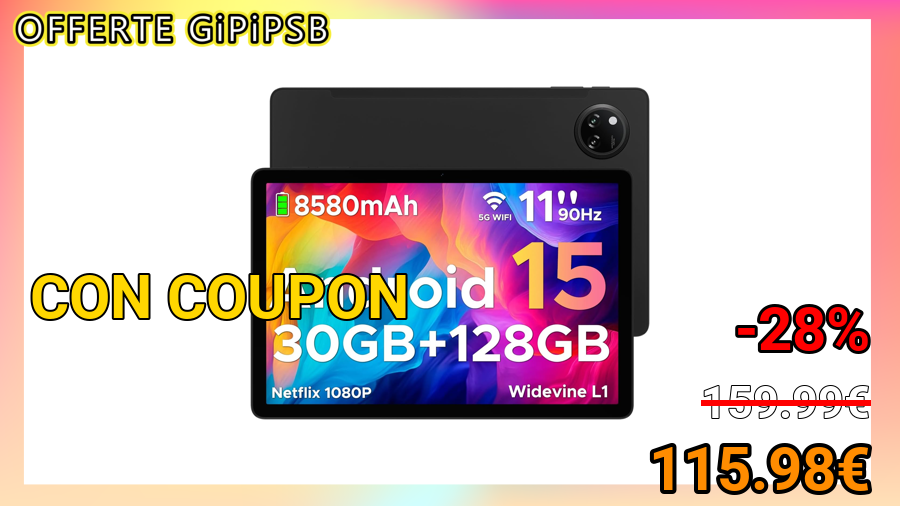 OFFERTE GiPiPSB
8580mAh
5G WIFI
11''
90Hz
Android 15
CON COUPON
30GB+128GB
Netflix 1080P
Widevine L1
-28%
159.99€
115.98€